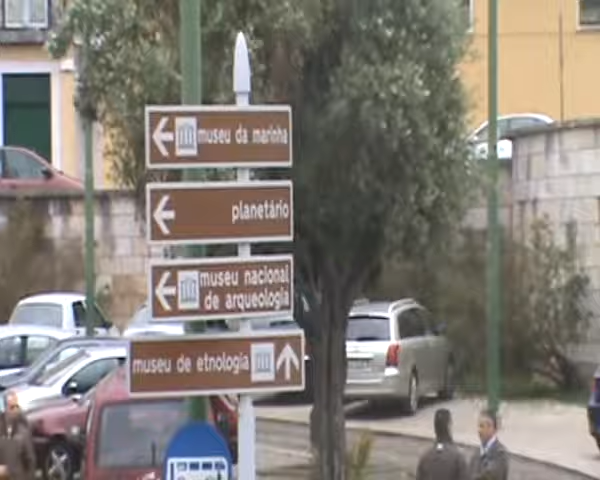 museu da marinha
planetário
museu nacional
de arqueologia
museu de etnologia